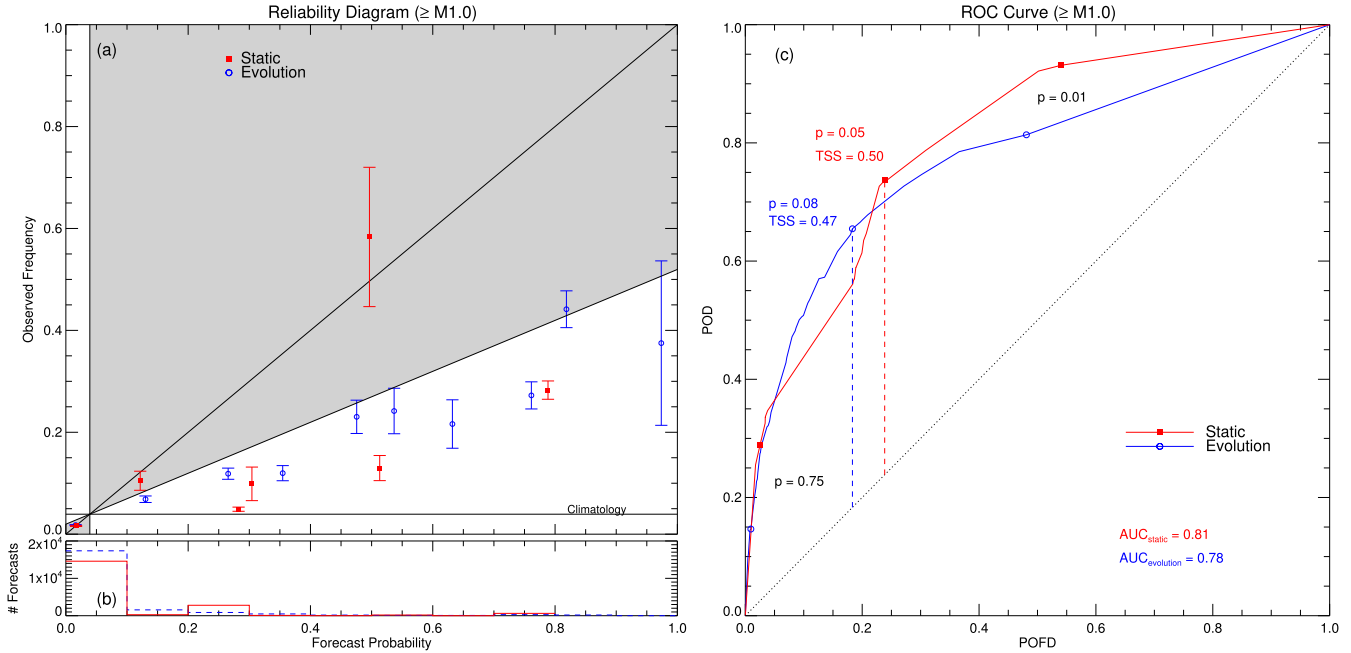 Reliability Diagram (≥ M1.0)
(a)
Static
Evolution
Observed Frequency
1.0
0.8
0.6
0.4
0.2
0.0
Climatology
# Forecasts
2x10⁴
1x10⁴
0
(b)
0.0 0.2 0.4 0.6 0.8 1.0
Forecast Probability
ROC Curve (≥ M1.0)
(c)
POD
1.0
0.8
0.6
0.4
0.2
0.0
p = 0.01
p = 0.05
TSS = 0.50
p = 0.08
TSS = 0.47
Static
Evolution
p = 0.75
AUCstatic = 0.81
AUCevolution = 0.78
0.0 0.2 0.4 0.6 0.8 1.0
POFD